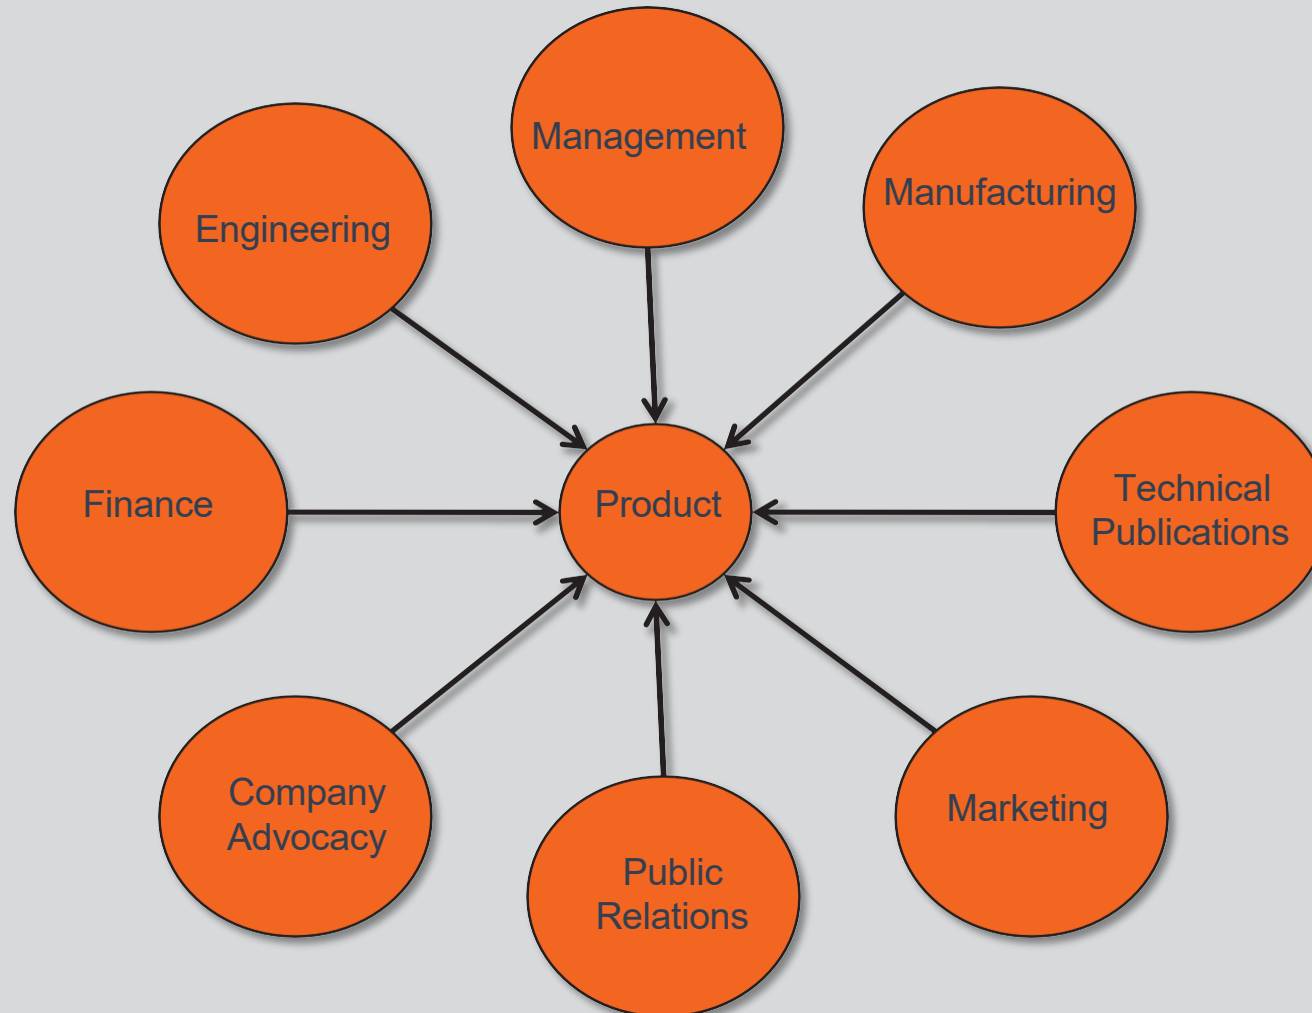 Management
Manufacturing
Engineering
Finance
Product
Technical
Publications
Company
Advocacy
Marketing
Public
Relations